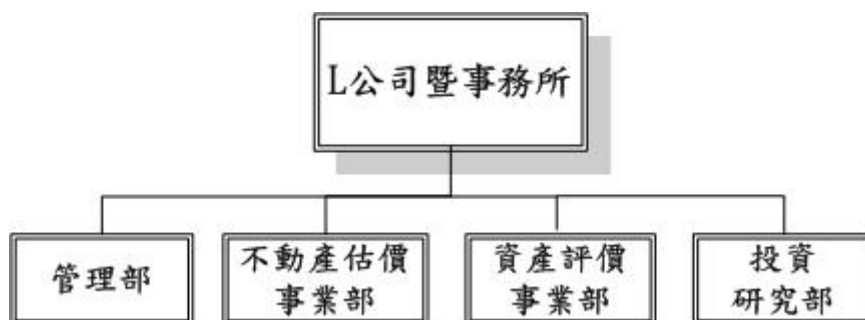 L公司暨事務所
管理部
不動產估價
事業部
資產評價
事業部
投資
研究部